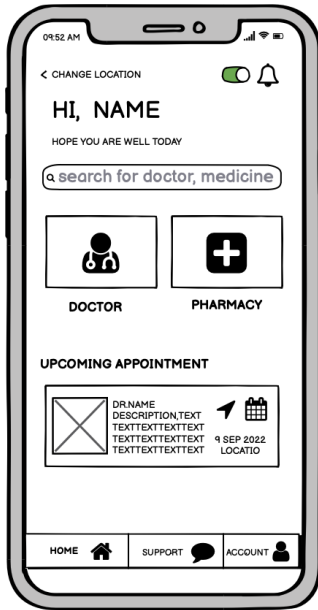 09:52 AM
< CHANGE LOCATION
HI, NAME
HOPE YOU ARE WELL TODAY
search for doctor, medicine
DOCTOR
PHARMACY
UPCOMING APPOINTMENT
DR.NAME
DESCRIPTION,TEXT
TEXTTEXTTEXTTEXT
TEXTTEXTTEXTTEXT
TEXTTEXTTEXTTEXT
9 SEP 2022
LOCATIO
HOME
SUPPORT
ACCOUNT